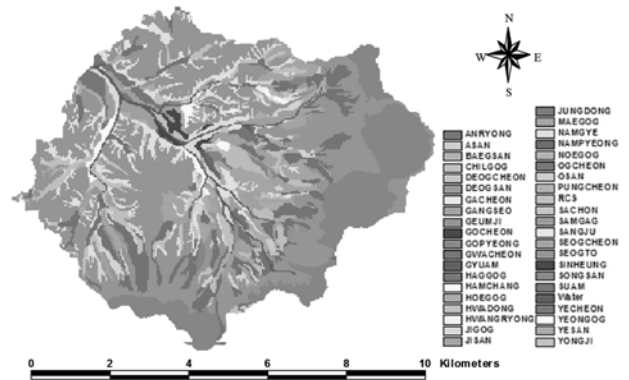 N
W E
S
ANRYONG
ASAN
BAEGSAN
CHILGOG
DEOGCHEON
DEOGSAN
GACHEON
GANGSEO
GEUMJI
GOCHEON
GOPYEONG
GWACHEON
GYUAM
HAGGOG
HAMCHANG
HOEGOG
HWADONG
HWANGRYONG
JIGOG
JISAN
JUNGDONG
MAEGOG
NAMGYE
NAMPYEONG
NOEGOG
OGCHEON
OSAN
PUNGCHEON
RCS
SACHON
SAMGAG
SANGJU
SEOGCHEON
SEOGTO
SINHEUNG
SONGSAN
SUAM
Water
YECHEON
YEONGOG
YESAN
YONGJI
0 2 4 6 8 10 Kilometers